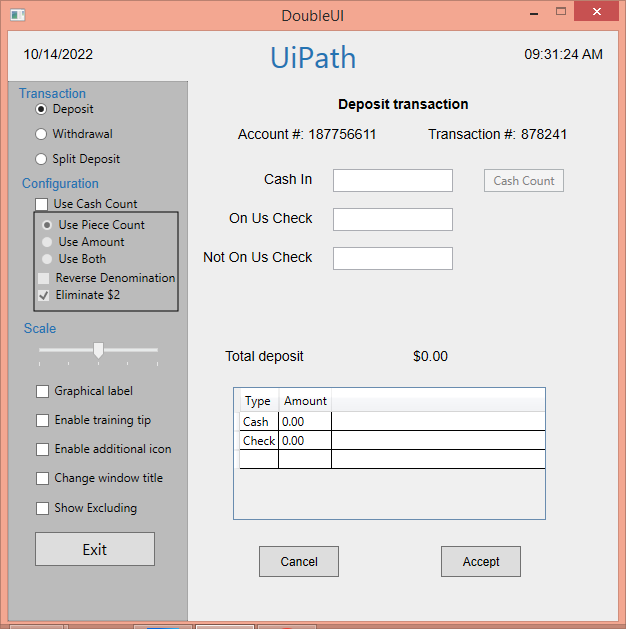 DoubleUI
10/14/2022
UiPath
09:31:24 AM
Transaction
Deposit
Withdrawal
Split Deposit
Configuration
Use Cash Count
Use Piece Count
Use Amount
Use Both
Reverse Denomination
Eliminate $2
Scale
Graphical label
Enable training tip
Enable additional icon
Change window title
Show Excluding
Exit
Deposit transaction
Account #: 187756611 Transaction #: 878241
Cash In
Cash Count
On Us Check
Not On Us Check
Total deposit $0.00
Type Amount
Cash 0.00
Check 0.00
Cancel
Accept